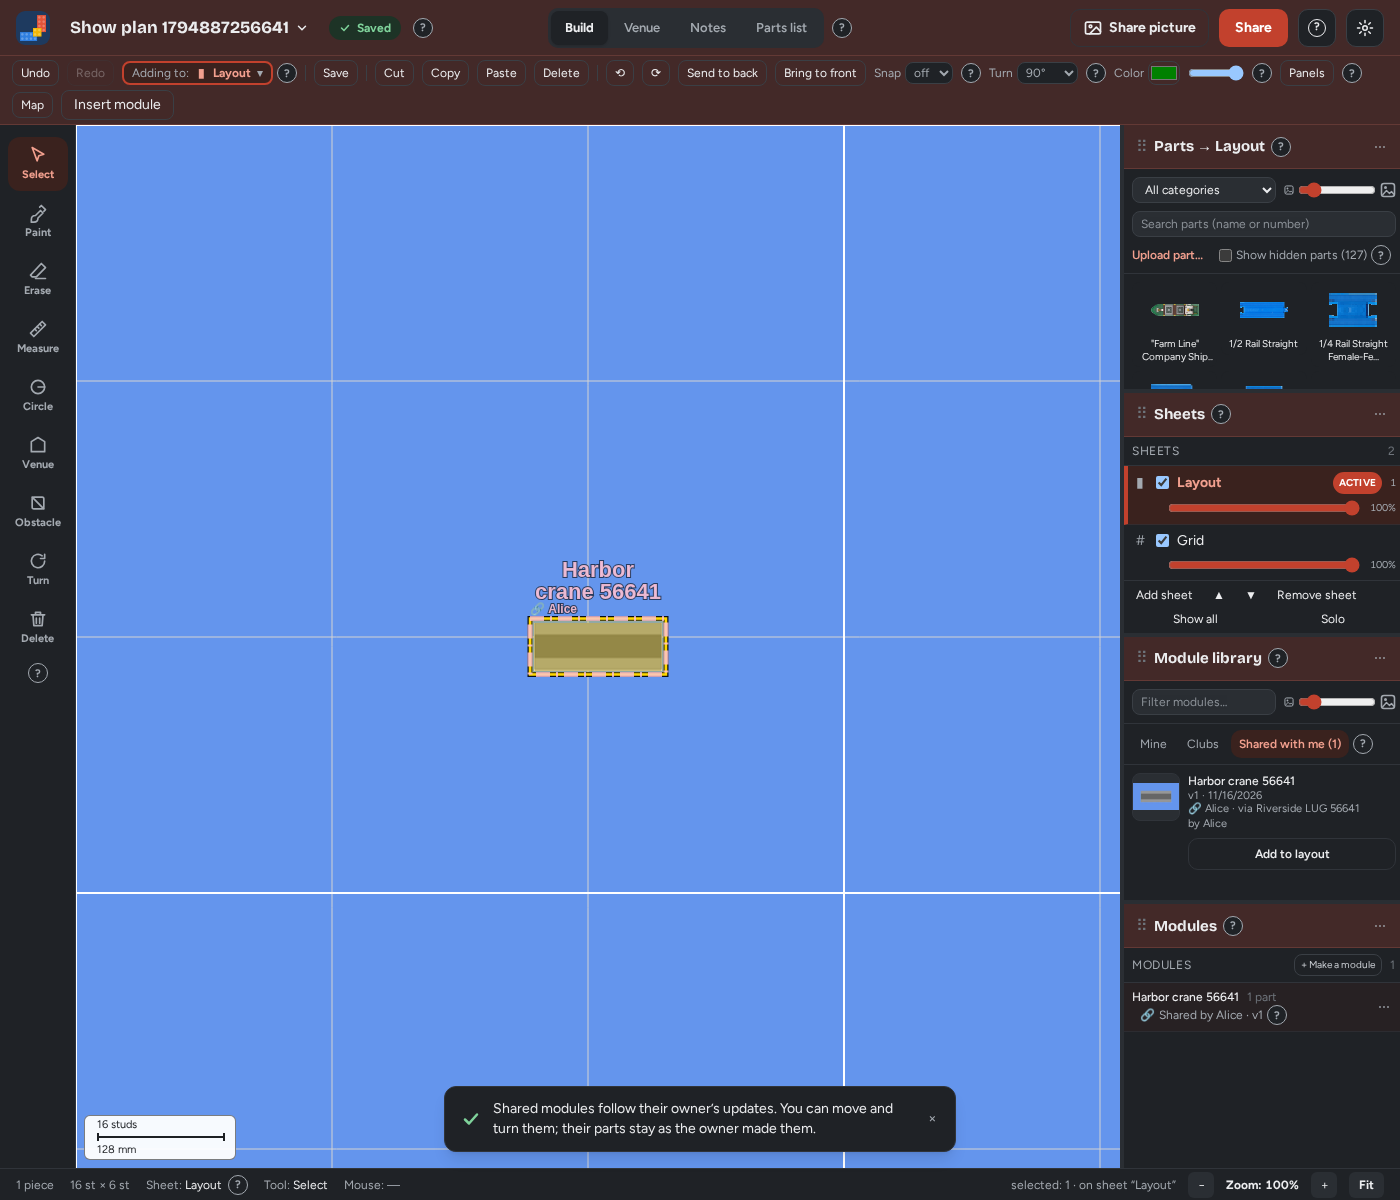 Show plan 1794887256641
Saved
?
Build
Venue
Notes
Parts list
?
Share picture
Share
?
Undo
Redo
Adding to: Layout
?
Save
Cut
Copy
Paste
Delete
Send to back
Bring to front
Snap off
?
Turn 90°
?
Color
?
Panels
?
Map
Insert module
Select
Paint
Erase
Measure
Circle
Venue
Obstacle
Turn
Delete
?
Harbor
crane 56641
Alice
16 studs
128 mm
Shared modules follow their owner's updates. You can move and
turn them; their parts stay as the owner made them.
×
Parts → Layout ?
All categories
Search parts (name or number)
Upload part...
Show hidden parts (127) ?
"Farm Line"
Company Ship...
1/2 Rail Straight
1/4 Rail Straight
Female-Fe...
Sheets ?
SHEETS 2
Layout ACTIVE 1
100%
# Grid
100%
Add sheet ▲ ▼ Remove sheet
Show all Solo
Module library ?
Filter modules...
Mine Clubs Shared with me (1) ?
Harbor crane 56641
v1 · 11/16/2026
Alice · via Riverside LUG 56641
by Alice
Add to layout
Modules ?
MODULES + Make a module 1
Harbor crane 56641 1 part
Shared by Alice · v1 ?
1 piece 16 st × 6 st Sheet: Layout ? Tool: Select Mouse: —
selected: 1 · on sheet “Layout” − Zoom: 100% + Fit